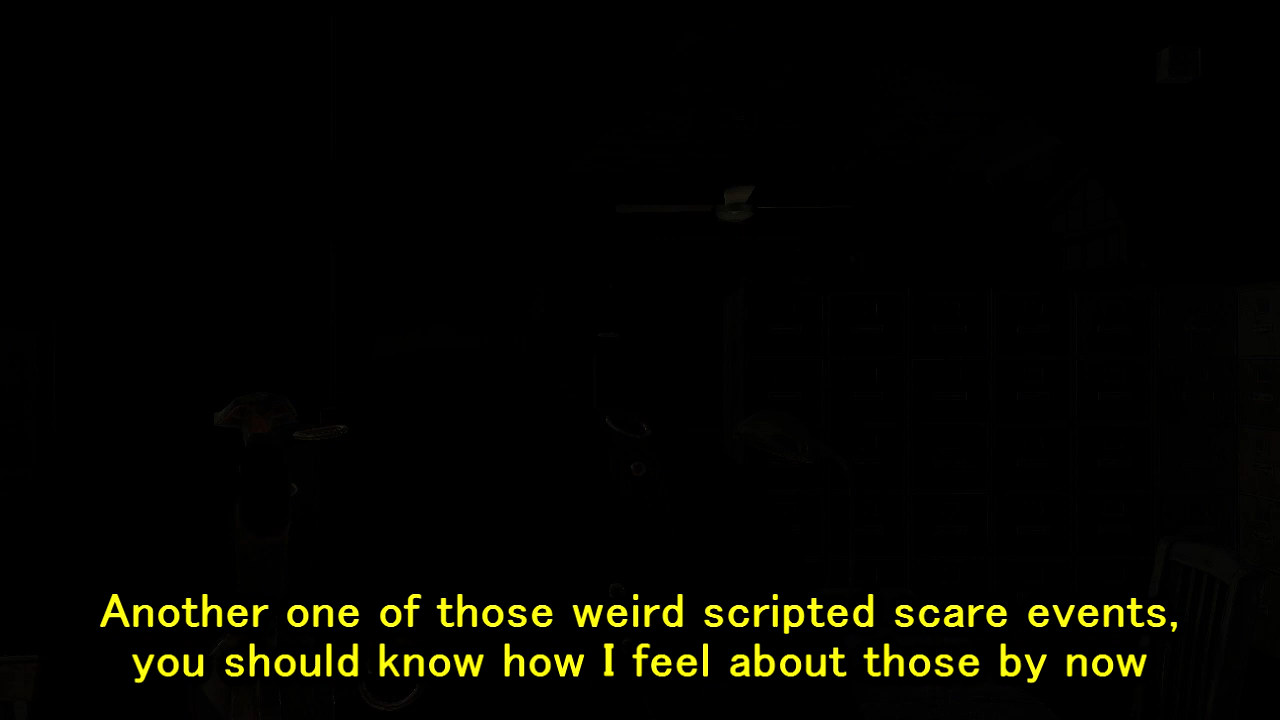 Another one of those weird scripted scare events,
you should know how I feel about those by now